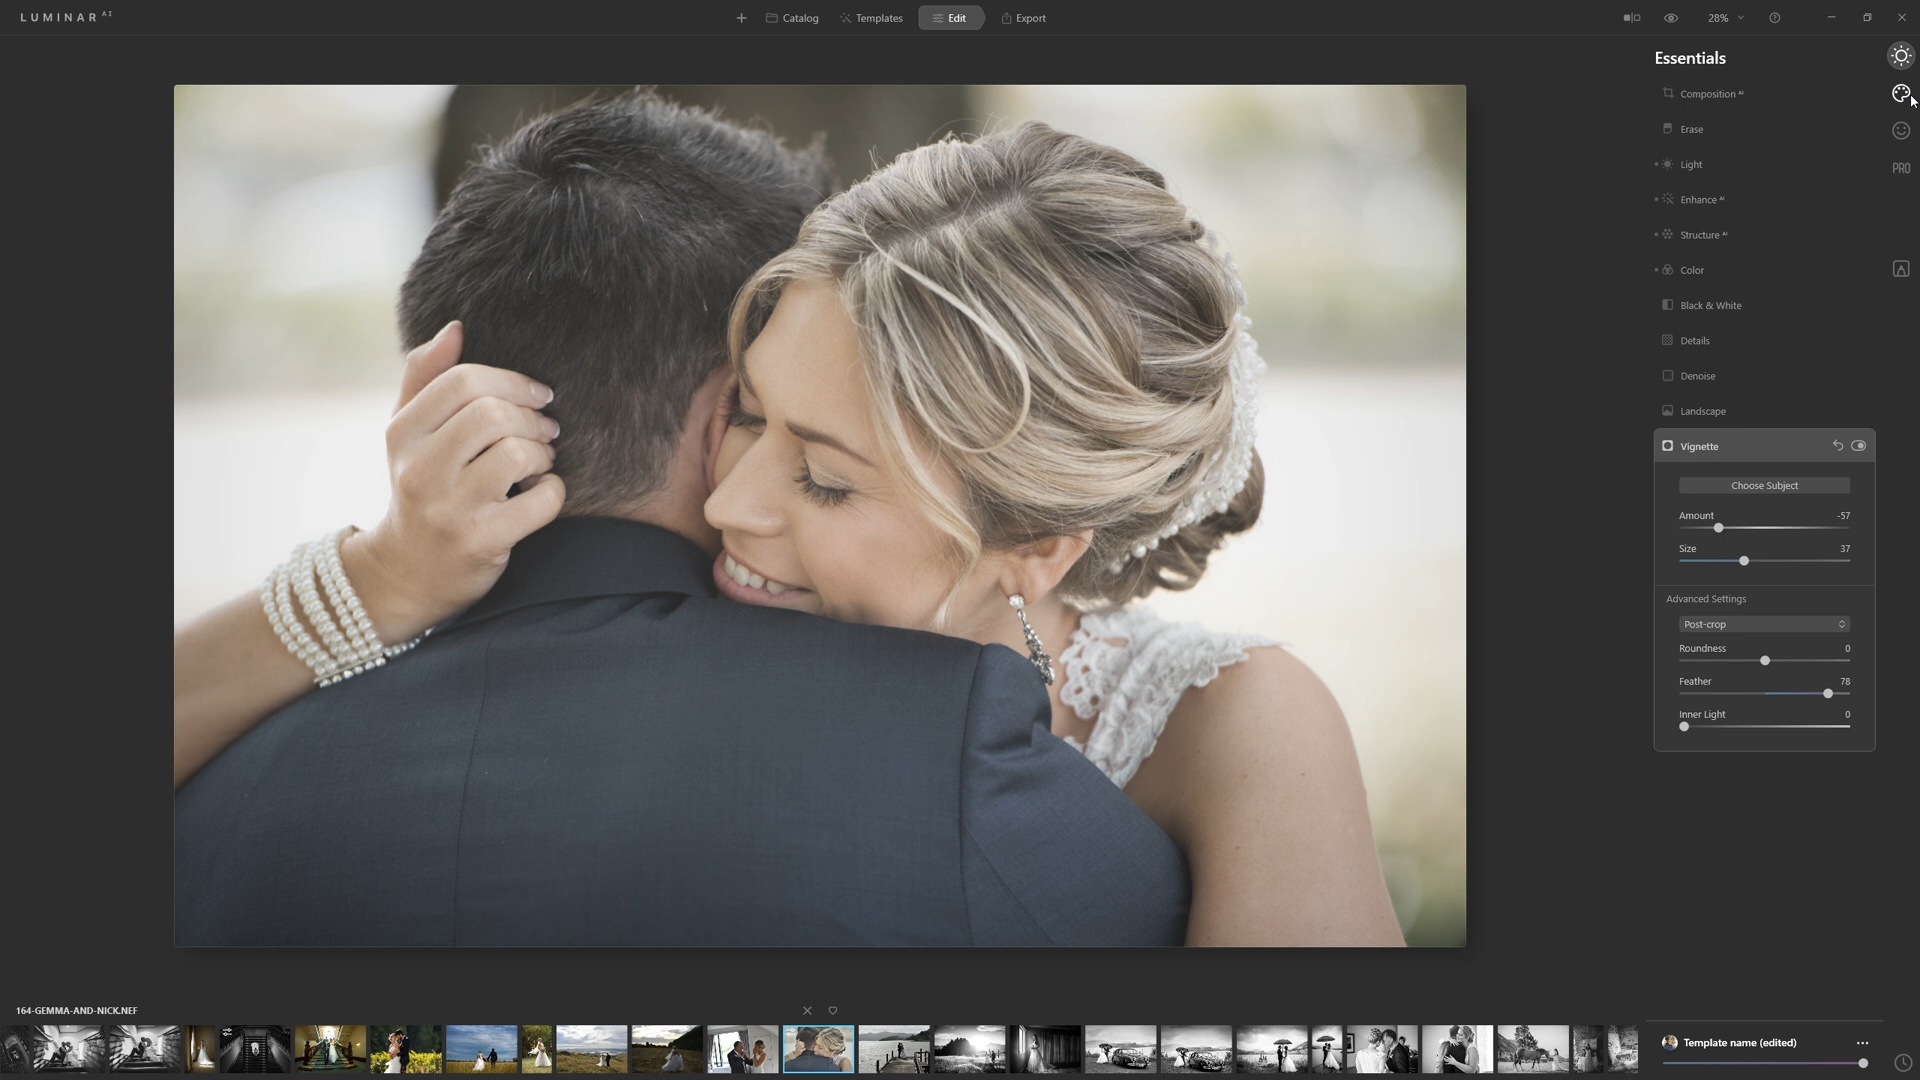 LUMINAR AI
Catalog
Templates
Edit
Export
28%
Essentials
Composition AI
Erase
Light
Enhance AI
Structure AI
Color
Black & White
Details
Denoise
Landscape
PRO
Vignette
Choose Subject
Amount -57
Size 37
Advanced Settings
Post-crop
Roundness 0
Feather 78
Inner Light 0
164-GEMMA-AND-NICK.NEF
Template name (edited)